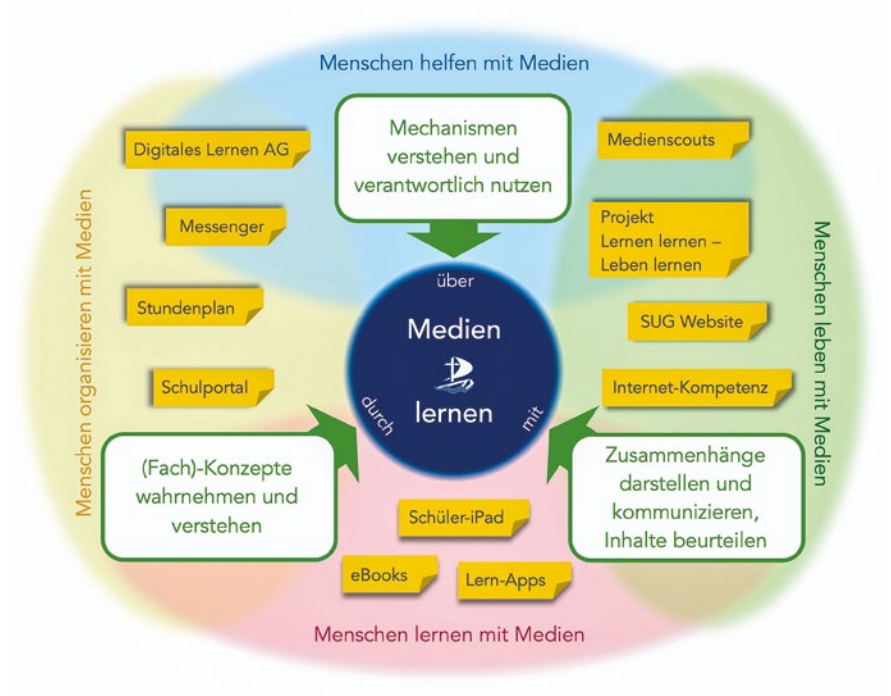 Menschen helfen mit Medien
Mechanismen
verstehen und
verantwortlich nutzen
Digitales Lernen AG
Messenger
Stundenplan
Schulportal
Menschen organisieren mit Medien
Medienscouts
Projekt
Lernen lernen –
Leben lernen
SUG Website
Internet-Kompetenz
Menschen leben mit Medien
über
Medien
lernen
durch
mit
(Fach)-Konzepte
wahrnehmen und
verstehen
Zusammenhänge
darstellen und
kommunizieren,
Inhalte beurteilen
Schüler-iPad
eBooks
Lern-Apps
Menschen lernen mit Medien